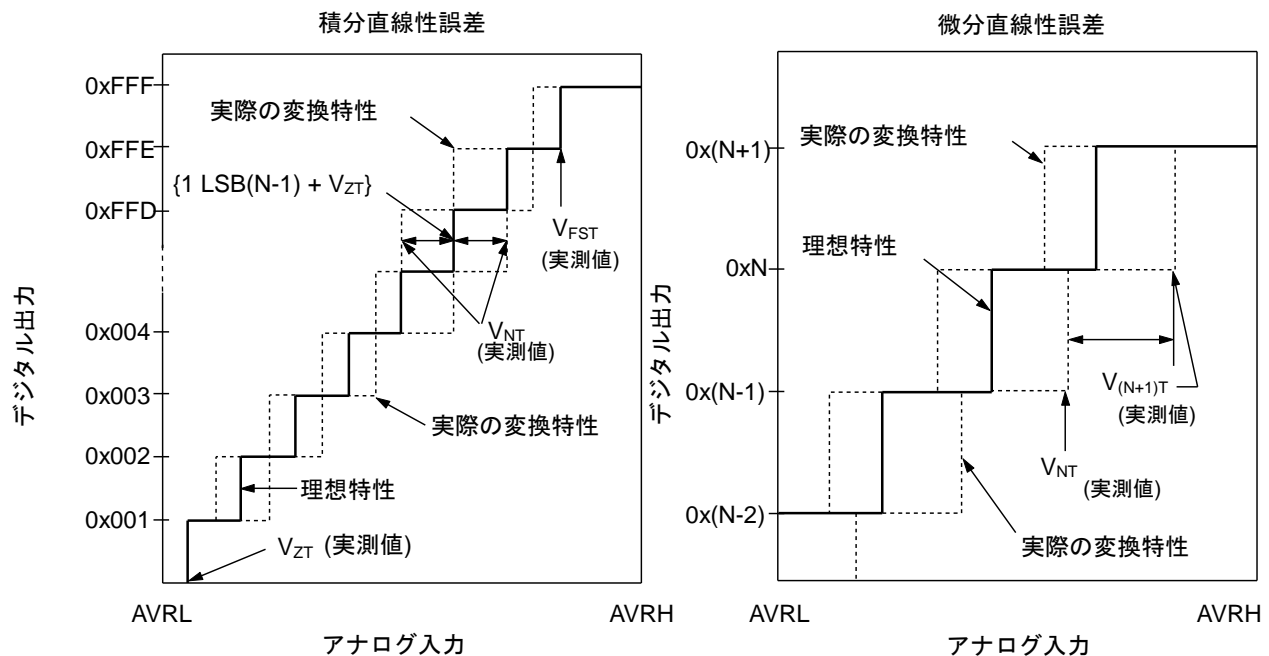 積分直線性誤差
0xFFF
実際の変換特性
0xFFE
{1 LSB(N-1) + VZT}
0xFFD
VFST
(実測値)
デジタル出力
0x004
VNT
(実測値)
0x003
実際の変換特性
0x002
理想特性
0x001
VZT (実測値)
AVRL
AVRH
アナログ入力
微分直線性誤差
実際の変換特性
0x(N+1)
理想特性
0xN
デジタル出力
0x(N-1)
V(N+1)T
(実測値)
VNT
(実測値)
0x(N-2)
実際の変換特性
AVRL
AVRH
アナログ入力